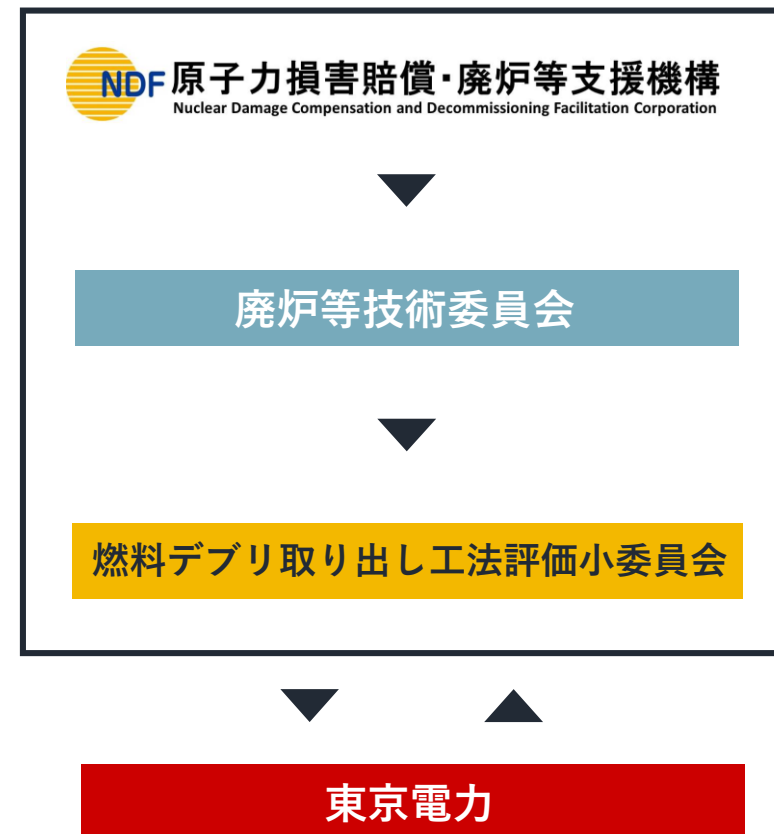 NDF 原子力損害賠償・廃炉等支援機構
Nuclear Damage Compensation and Decommissioning Facilitation Corporation
廃炉等技術委員会
燃料デブリ取り出し工法評価小委員会
東京電力